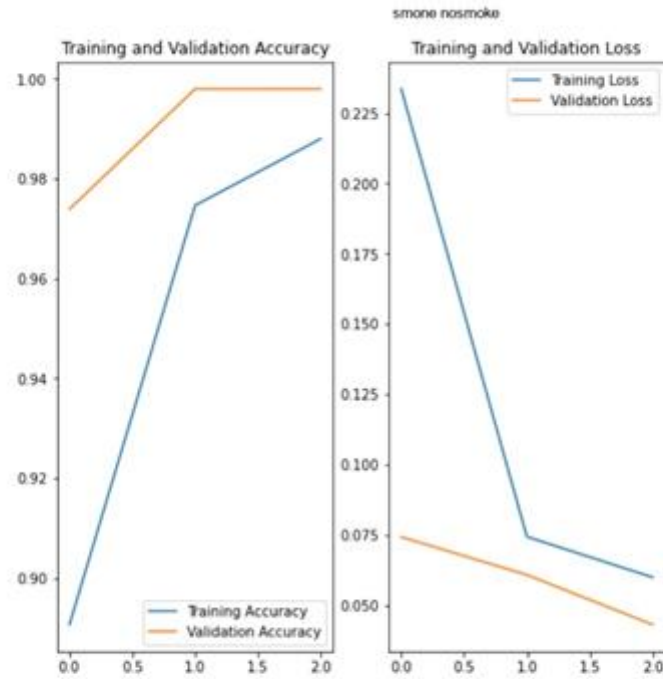 smone nosmoke
Training and Validation Accuracy
1.00
0.98
0.96
0.94
0.92
0.90
Training Accuracy
Validation Accuracy
0.0 0.5 1.0 1.5 2.0
Training and Validation Loss
Training Loss
Validation Loss
0.225
0.200
0.175
0.150
0.125
0.100
0.075
0.050
0.0 0.5 1.0 1.5 2.0